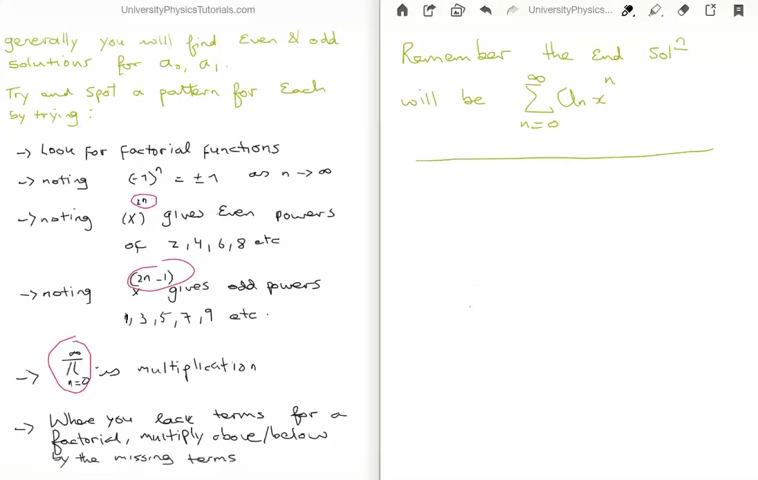 UniversityPhysicsTutorials.com
generally you will find Even & odd
solutions for a₀, a₁.
Try and spot a pattern for Each
by trying:
→ Look for factorial functions
→ noting (-1)ⁿ = ±1 as n → ∞
→ noting (x)²ⁿ gives Even powers
of 2, 4, 6, 8 etc
→ noting x^(2n-1) gives odd powers
1, 3, 5, 7, 9 etc.
→ ∞ π n=0 is multiplication
→ Where you lack terms for a
factorial, multiply above/below
by the missing terms
UniversityPhysics...
Remember the End Solⁿ
will be ∞ Σ n=0 an xⁿ